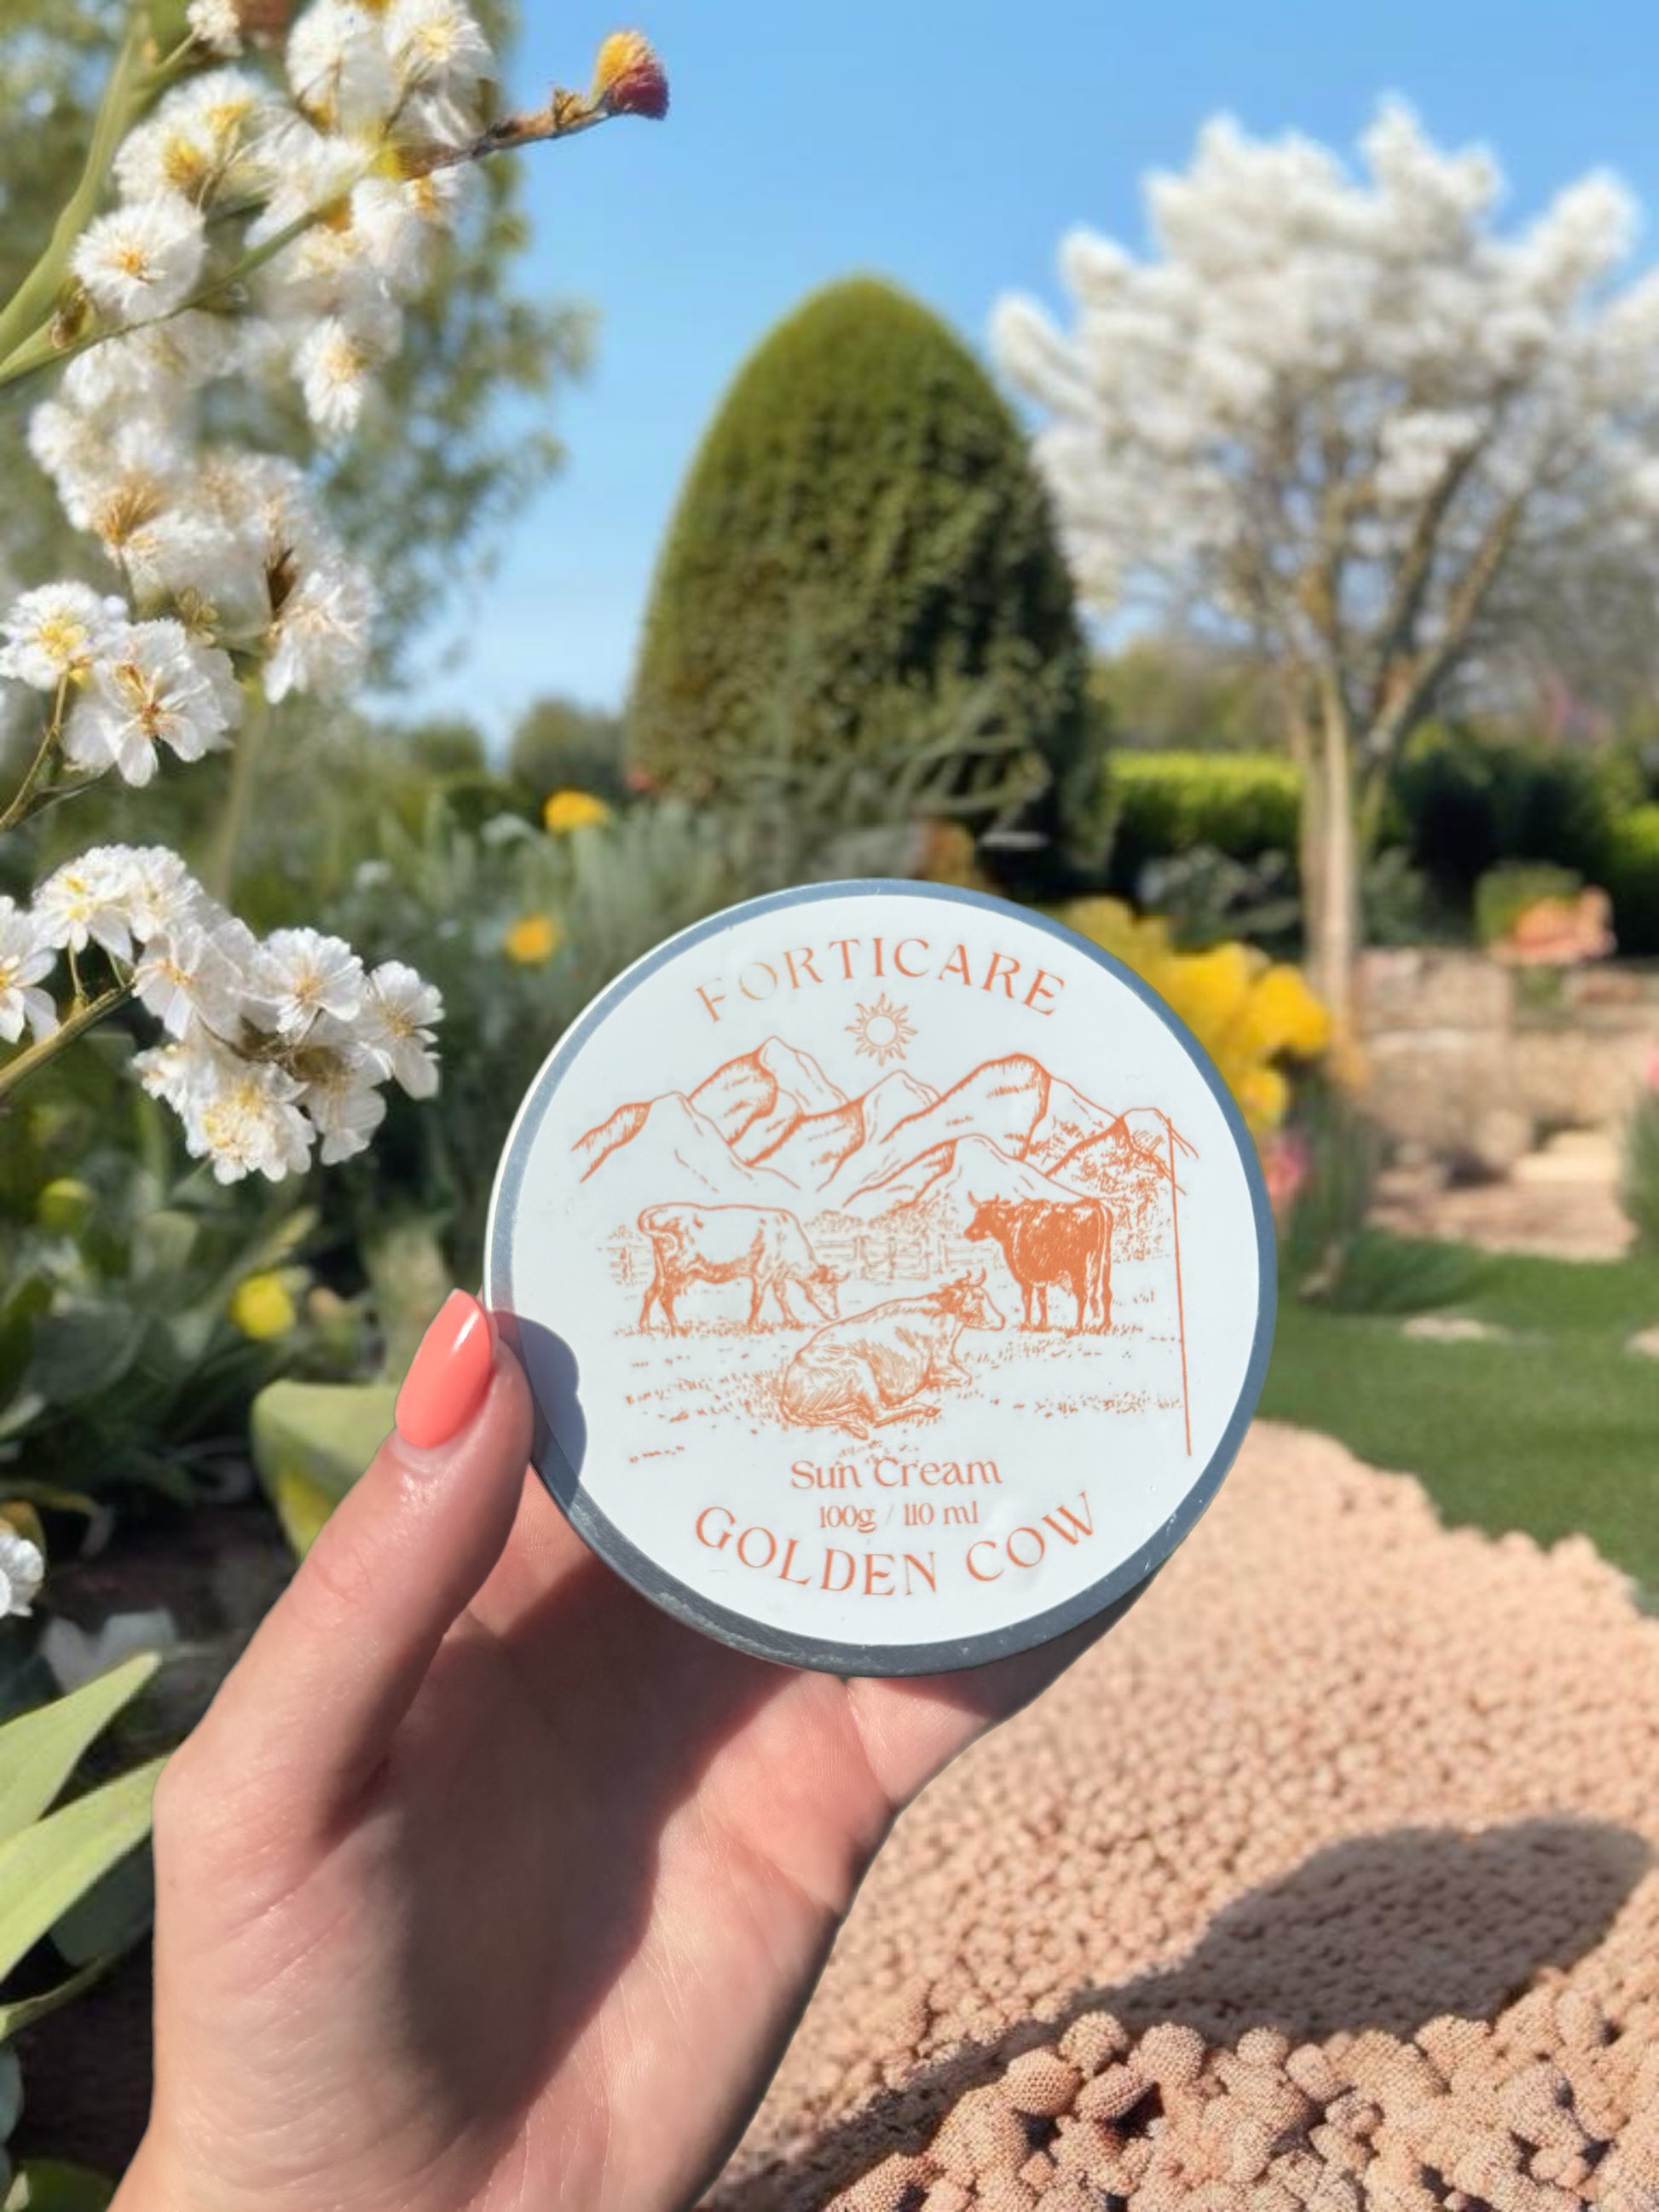 FORTICARE
Sun Cream
100g / 110 ml
GOLDEN COW